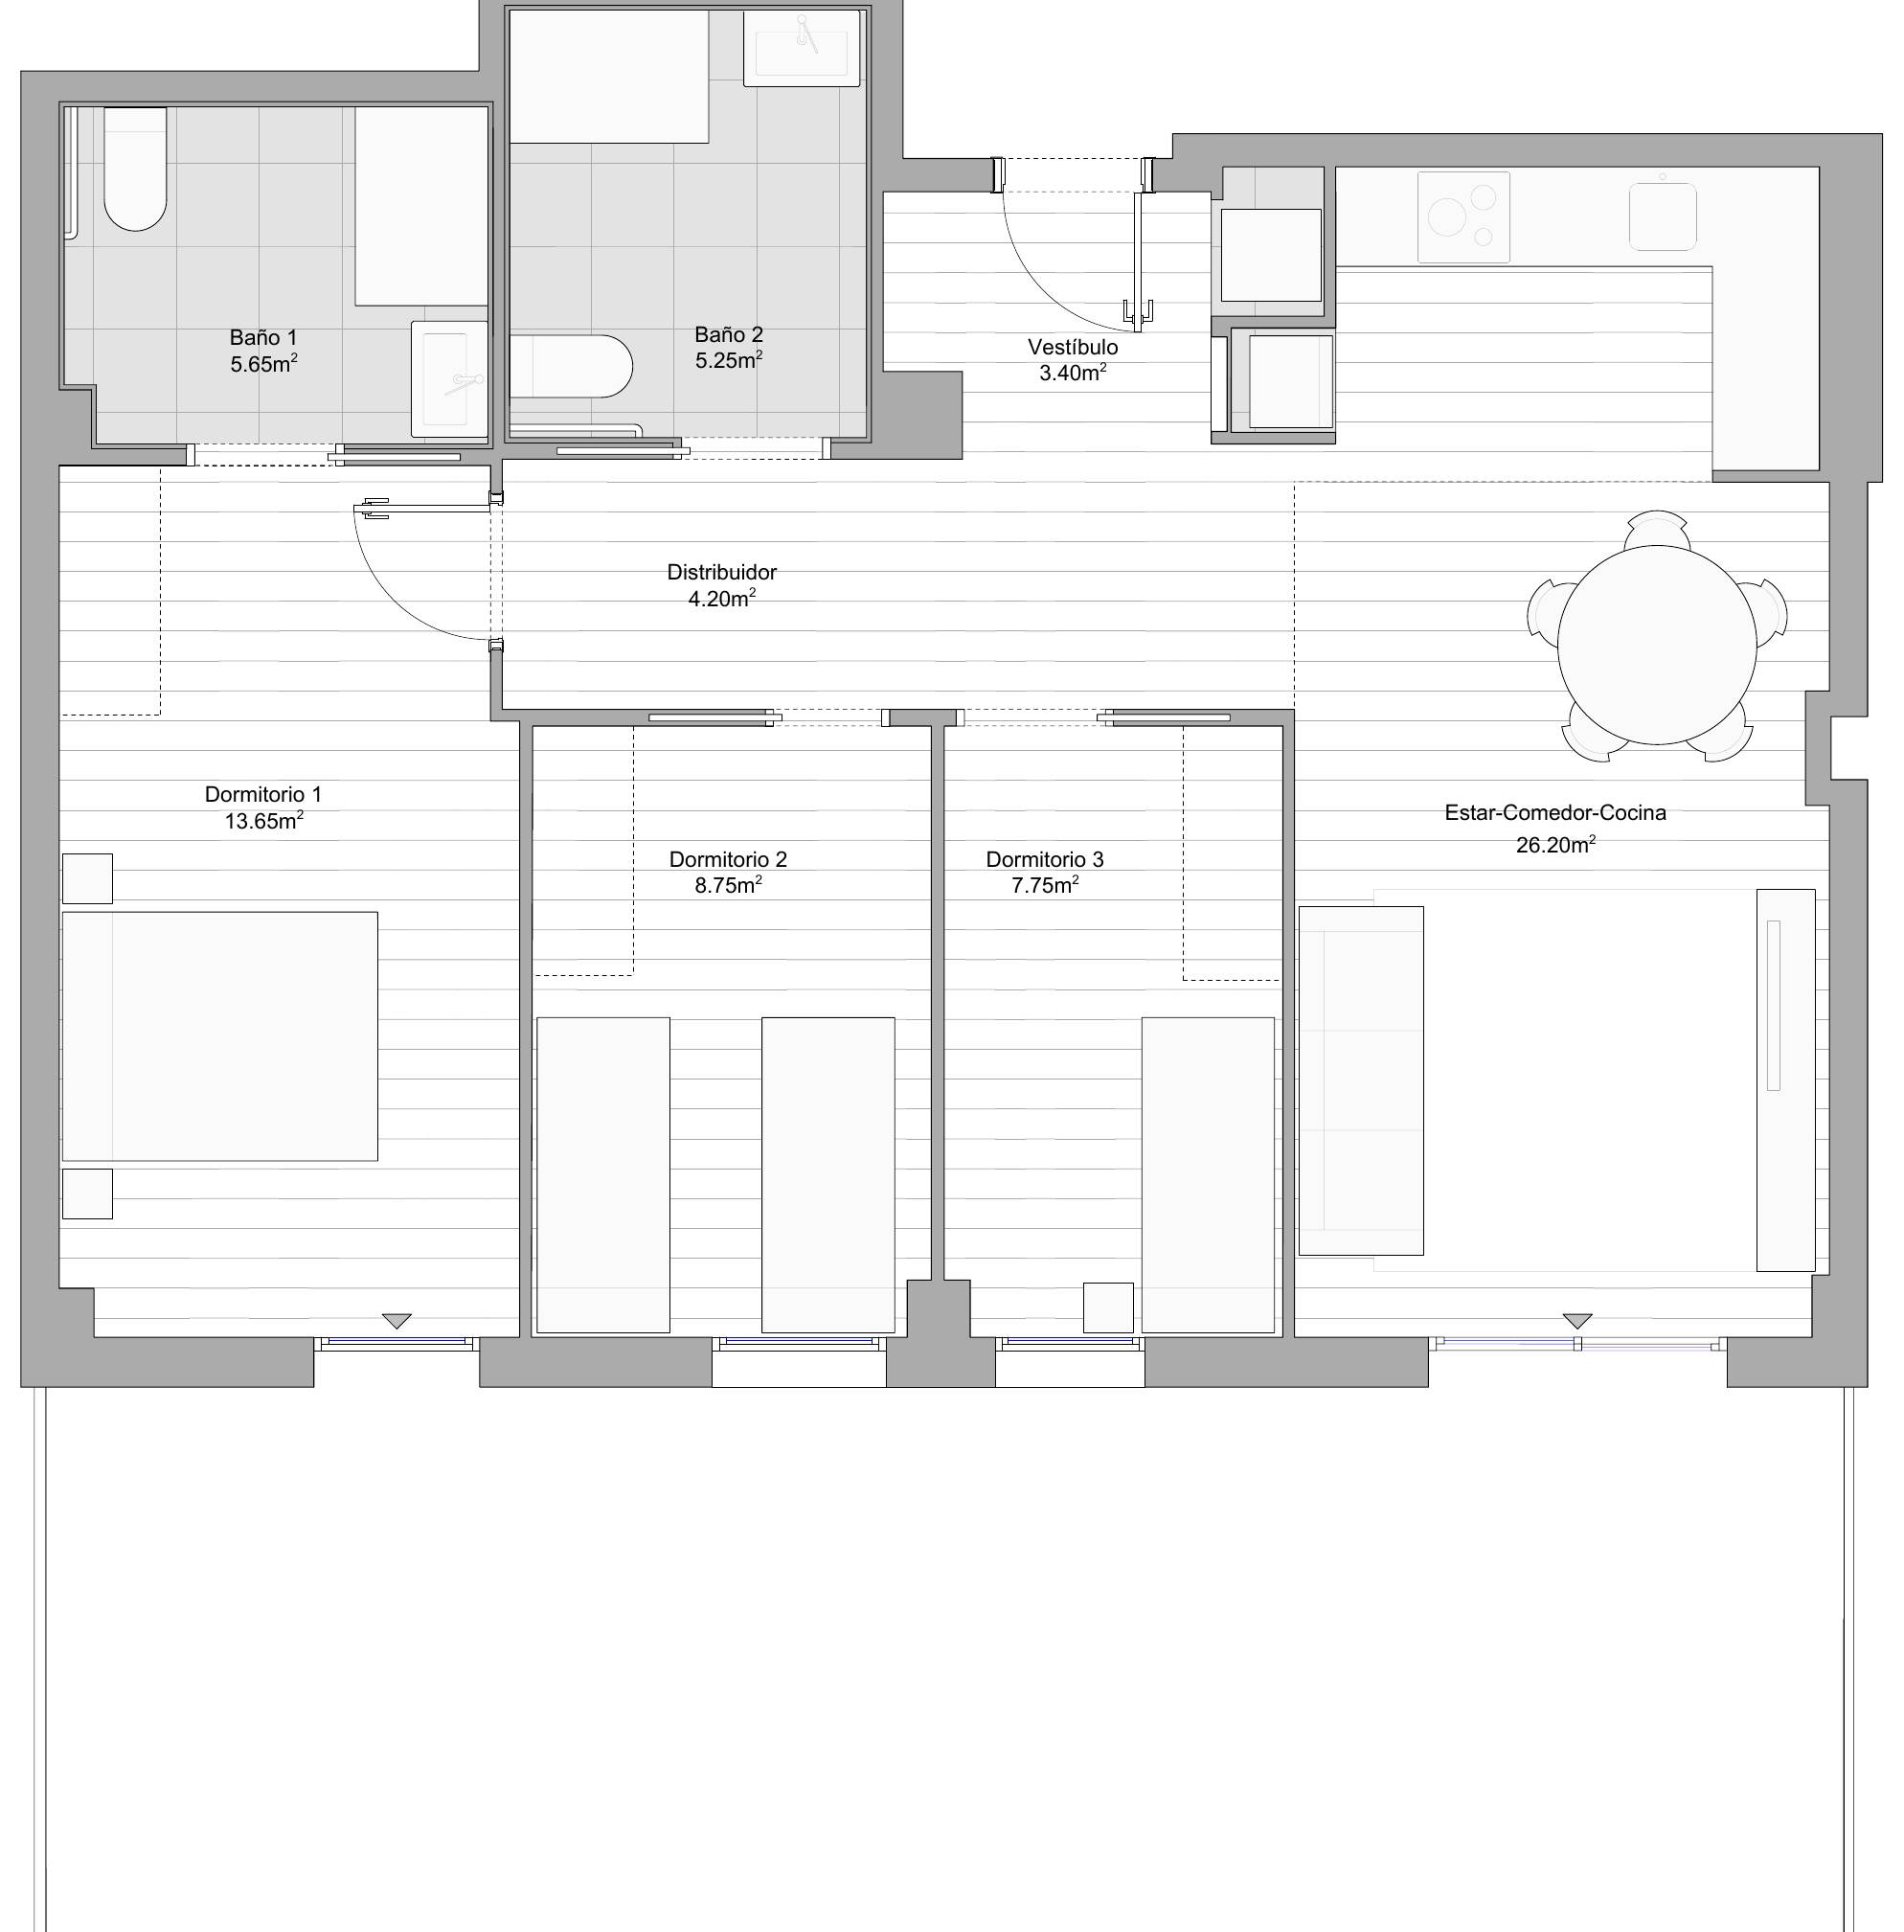 Baño 1
5.65m²
Baño 2
5.25m²
Vestíbulo
3.40m²
Distribuidor
4.20m²
Dormitorio 1
13.65m²
Dormitorio 2
8.75m²
Dormitorio 3
7.75m²
Estar-Comedor-Cocina
26.20m²